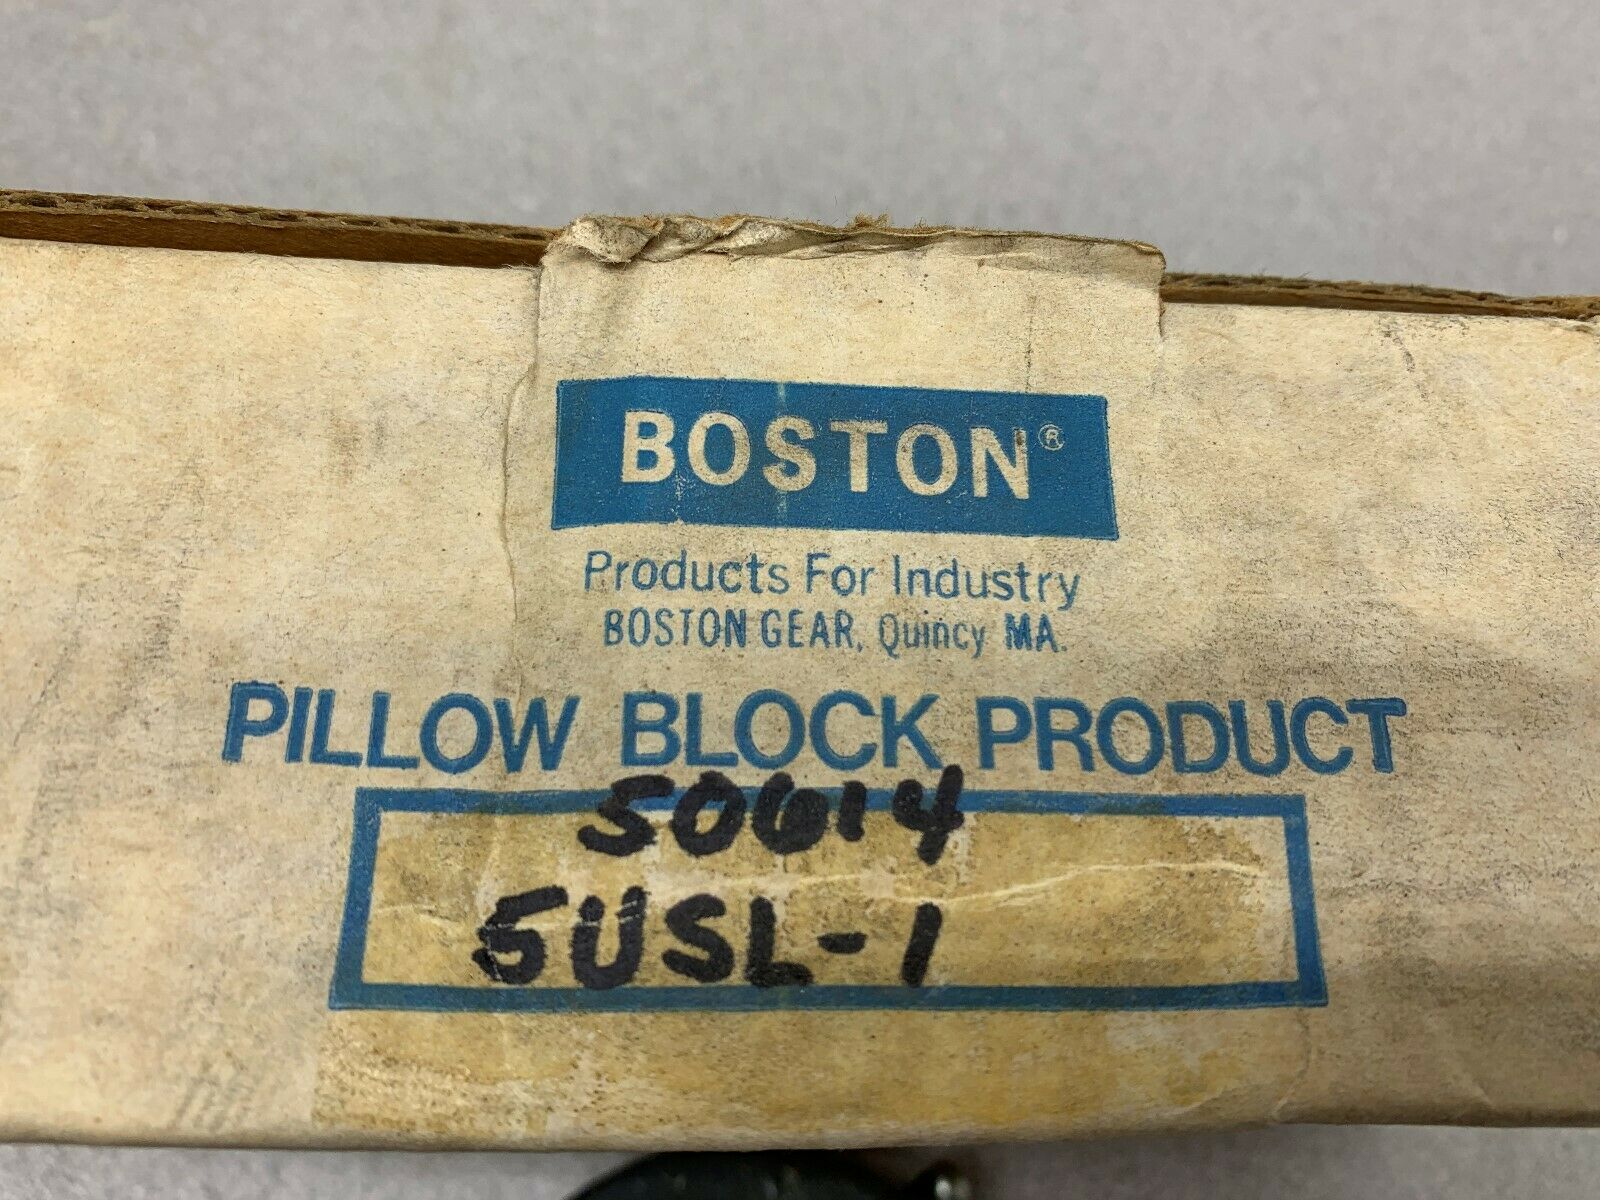 BOSTON®
Products For Industry
BOSTON GEAR, Quincy MA.
PILLOW BLOCK PRODUCT
50614
5USL-1